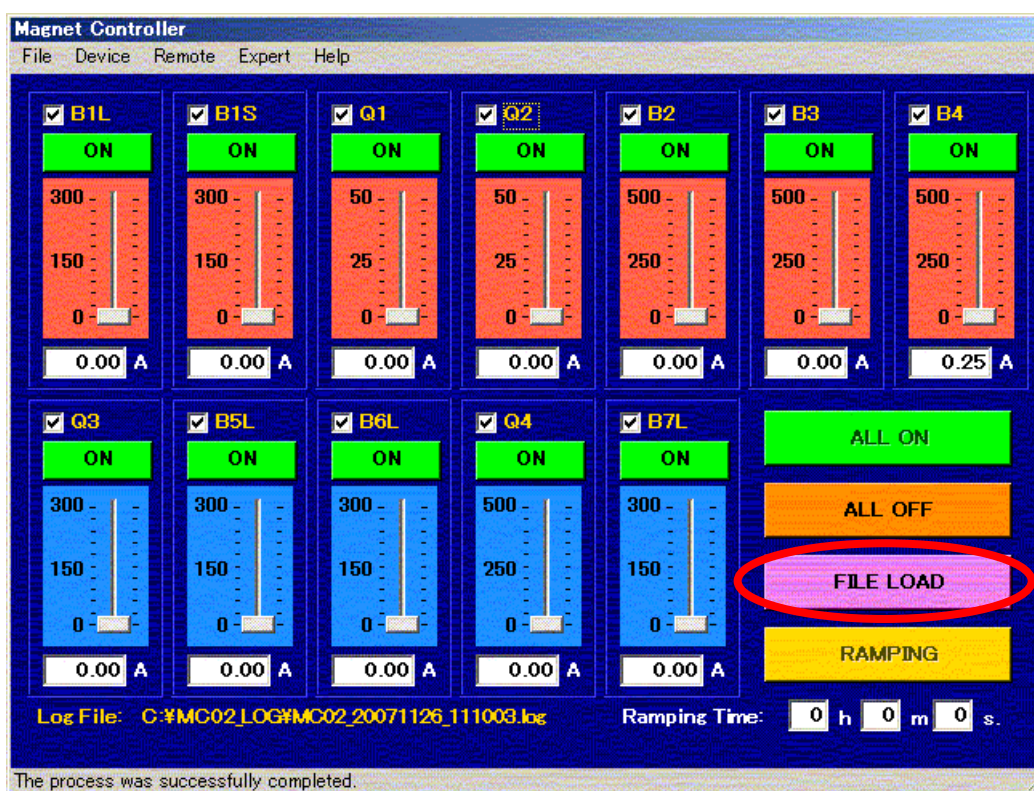 Magnet Controller
File Device Remote Expert Help
B1L B1S Q1 Q2 B2 B3 B4
ON ON ON ON ON ON ON
300 300 50 50 500 500 500
150 150 25 25 250 250 250
0 0 0 0 0 0 0
0.00 A 0.00 A 0.00 A 0.00 A 0.00 A 0.00 A 0.25 A
Q3 B5L B6L Q4 B7L
ALL ON
ON ON ON ON ON
300 300 300 500 300
ALL OFF
150 150 150 250 150
FILE LOAD
0 0 0 0 0
RAMPING
0.00 A 0.00 A 0.00 A 0.00 A 0.00 A
Log File: C:¥MC02_LOG¥MC02_20071126_111003.log Ramping Time: 0 h 0 m 0 s.
The process was successfully completed.